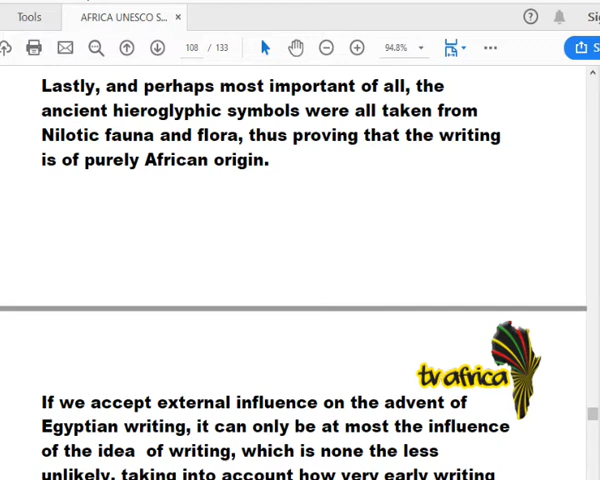 Tools
AFRICA UNESCO S...
×
?
Si
108 / 133
94.8%
S
Lastly, and perhaps most important of all, the
ancient hieroglyphic symbols were all taken from
Nilotic fauna and flora, thus proving that the writing
is of purely African origin.
tv africa
If we accept external influence on the advent of
Egyptian writing, it can only be at most the influence
of the idea of writing, which is none the less
unlikely, taking into account how very early writing